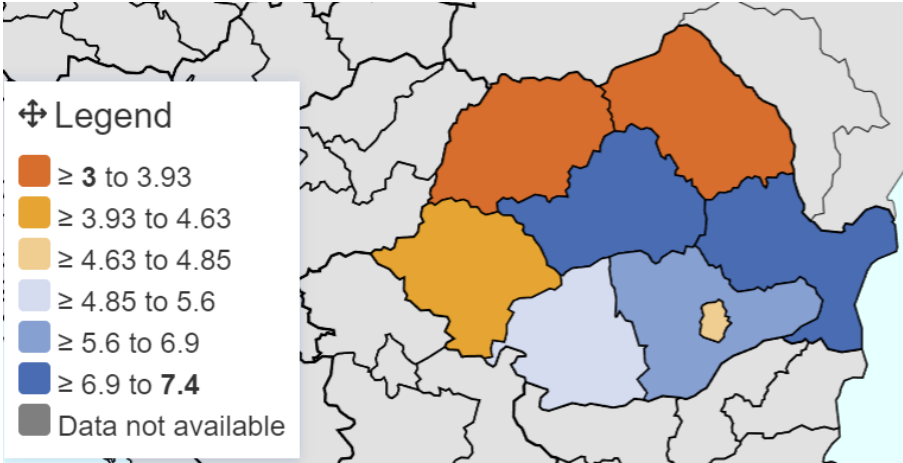 Legend
≥ 3 to 3.93
≥ 3.93 to 4.63
≥ 4.63 to 4.85
≥ 4.85 to 5.6
≥ 5.6 to 6.9
≥ 6.9 to 7.4
Data not available